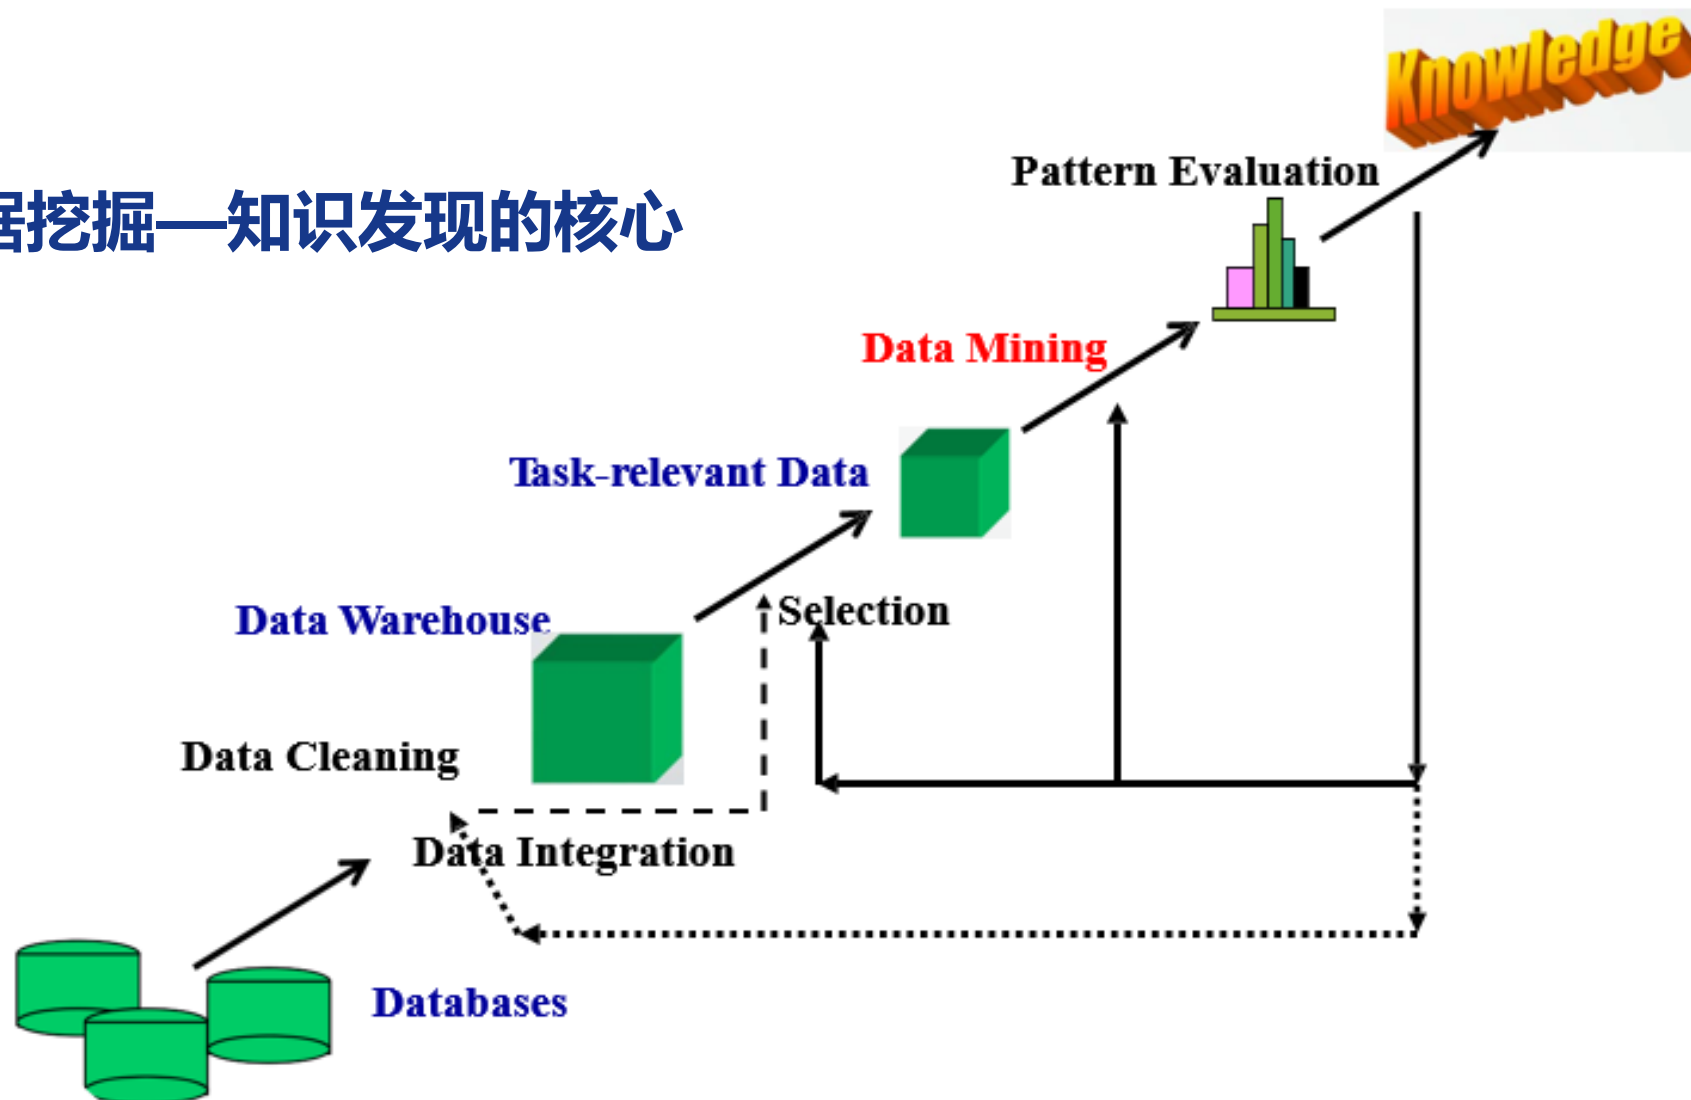 Knowledge
Pattern Evaluation
据挖掘—知识发现的核心
Data Mining
Task-relevant Data
Selection
Data Warehouse
Data Cleaning
Data Integration
Databases